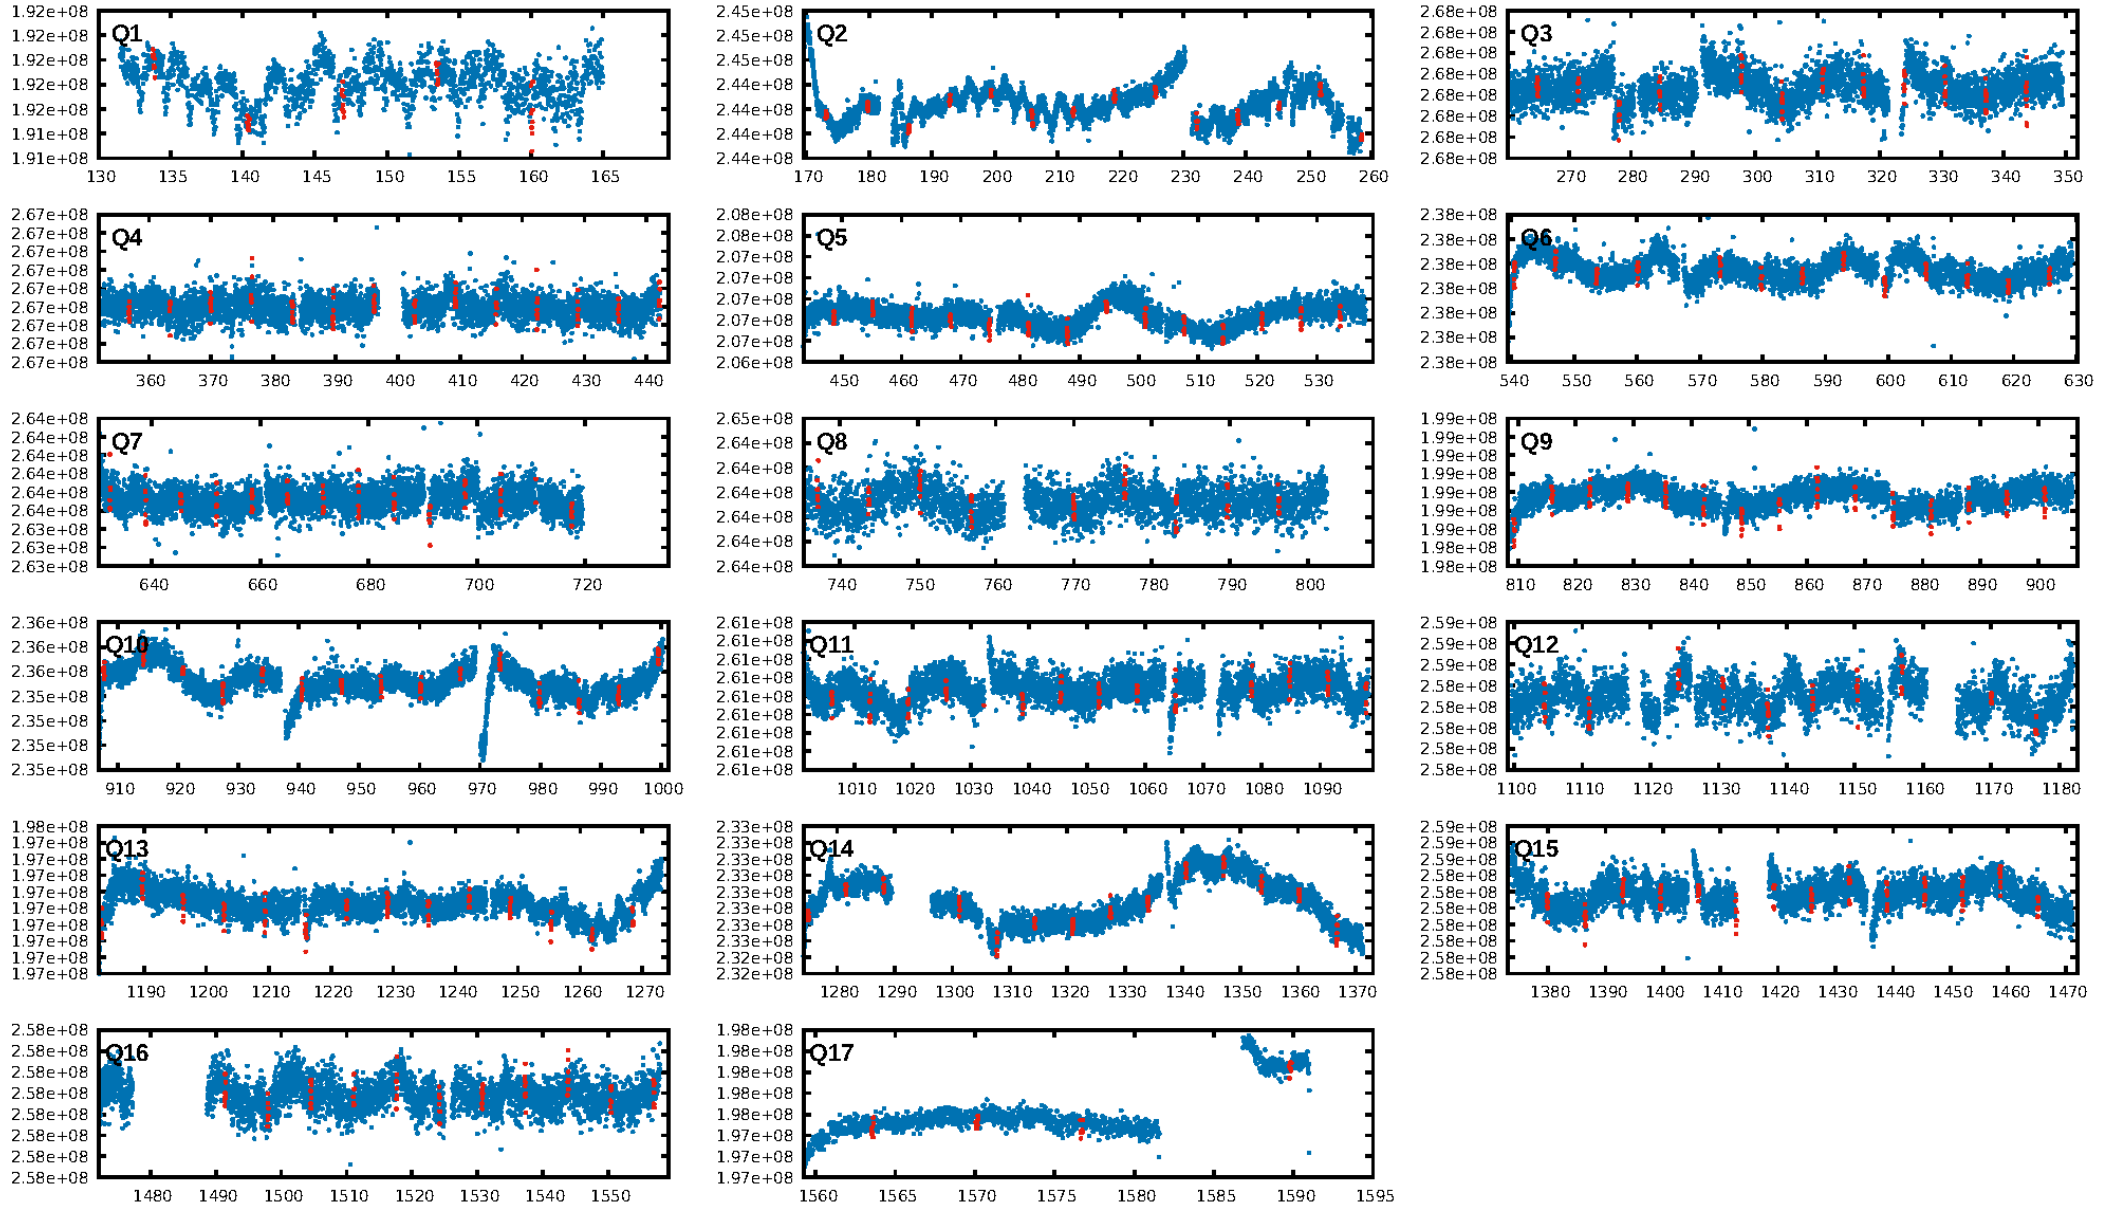 1.92e+08 1.92e+08 1.92e+08 1.92e+08 1.92e+08 1.91e+08 1.91e+08
Q1
130 135 140 145 150 155 160 165
2.45e+08 2.45e+08 2.44e+08 2.44e+08 2.44e+08 2.44e+08
Q2
170 180 190 200 210 220 230 240 250 260
2.68e+08 2.68e+08 2.68e+08 2.68e+08 2.68e+08 2.68e+08 2.68e+08 2.68e+08
Q3
270 280 290 300 310 320 330 340 350
2.67e+08 2.67e+08 2.67e+08 2.67e+08 2.67e+08 2.67e+08 2.67e+08 2.67e+08 2.67e+08
Q4
360 370 380 390 400 410 420 430 440
2.08e+08 2.08e+08 2.07e+08 2.07e+08 2.07e+08 2.07e+08 2.07e+08 2.06e+08
Q5
450 460 470 480 490 500 510 520 530
2.38e+08 2.38e+08 2.38e+08 2.38e+08 2.38e+08 2.38e+08 2.38e+08
Q6
540 550 560 570 580 590 600 610 620 630
2.64e+08 2.64e+08 2.64e+08 2.64e+08 2.64e+08 2.64e+08 2.63e+08 2.63e+08 2.63e+08
Q7
640 660 680 700 720
2.65e+08 2.64e+08 2.64e+08 2.64e+08 2.64e+08 2.64e+08 2.64e+08
Q8
740 750 760 770 780 790 800
1.99e+08 1.99e+08 1.99e+08 1.99e+08 1.99e+08 1.99e+08 1.99e+08 1.98e+08 1.98e+08
Q9
810 820 830 840 850 860 870 880 890 900
2.36e+08 2.36e+08 2.36e+08 2.35e+08 2.35e+08 2.35e+08 2.35e+08
Q10
910 920 930 940 950 960 970 980 990 1000
2.61e+08 2.61e+08 2.61e+08 2.61e+08 2.61e+08 2.61e+08 2.61e+08 2.61e+08 2.61e+08
Q11
1010 1020 1030 1040 1050 1060 1070 1080 1090
2.59e+08 2.59e+08 2.59e+08 2.58e+08 2.58e+08 2.58e+08 2.58e+08 2.58e+08
Q12
1100 1110 1120 1130 1140 1150 1160 1170 1180
1.98e+08 1.97e+08 1.97e+08 1.97e+08 1.97e+08 1.97e+08 1.97e+08 1.97e+08 1.97e+08 1.97e+08
Q13
1190 1200 1210 1220 1230 1240 1250 1260 1270
2.33e+08 2.33e+08 2.33e+08 2.33e+08 2.33e+08 2.33e+08 2.33e+08 2.33e+08 2.32e+08 2.32e+08
Q14
1280 1290 1300 1310 1320 1330 1340 1350 1360 1370
2.59e+08 2.59e+08 2.59e+08 2.58e+08 2.58e+08 2.58e+08 2.58e+08 2.58e+08 2.58e+08 2.58e+08
Q15
1380 1390 1400 1410 1420 1430 1440 1450 1460 1470
2.58e+08 2.58e+08 2.58e+08 2.58e+08 2.58e+08 2.58e+08 2.58e+08 2.58e+08
Q16
1480 1490 1500 1510 1520 1530 1540 1550
1.98e+08 1.98e+08 1.98e+08 1.98e+08 1.98e+08 1.97e+08 1.97e+08 1.97e+08
Q17
1560 1565 1570 1575 1580 1585 1590 1595